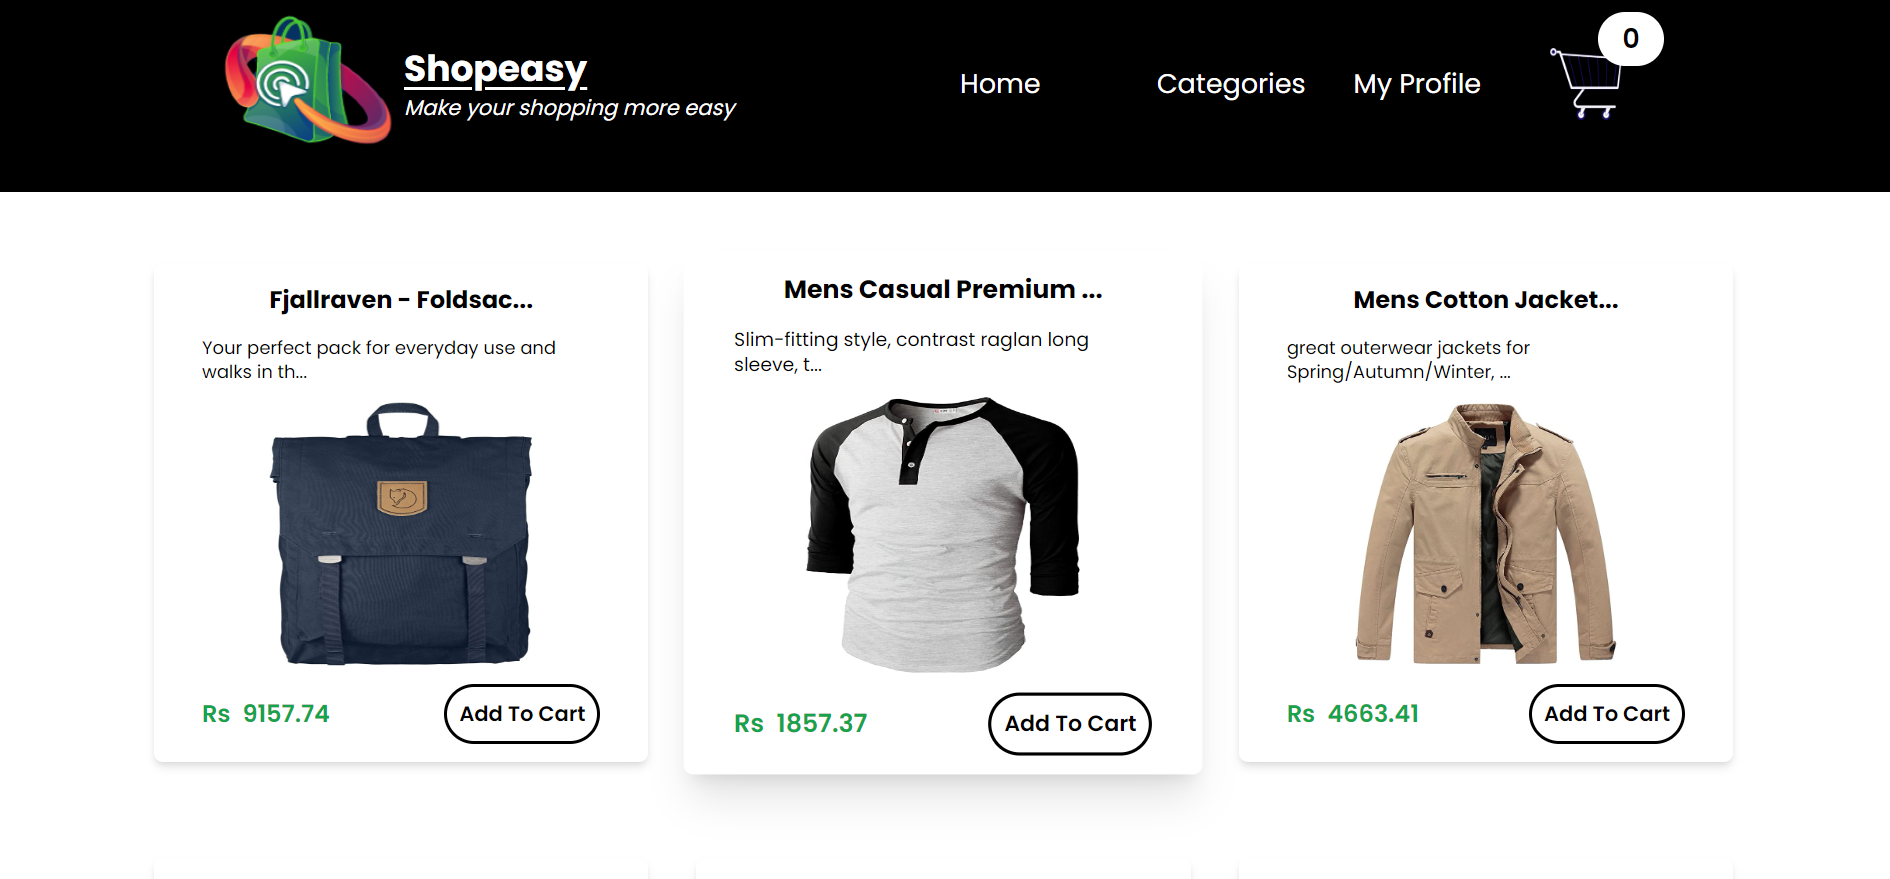 Shopeasy
Make your shopping more easy
Home
Categories
My Profile
0
Fjallraven - Foldsac...
Your perfect pack for everyday use and
walks in th...
Rs 9157.74
Add To Cart
Mens Casual Premium ...
Slim-fitting style, contrast raglan long
sleeve, t...
Rs 1857.37
Add To Cart
Mens Cotton Jacket...
great outerwear jackets for
Spring/Autumn/Winter, ...
Rs 4663.41
Add To Cart